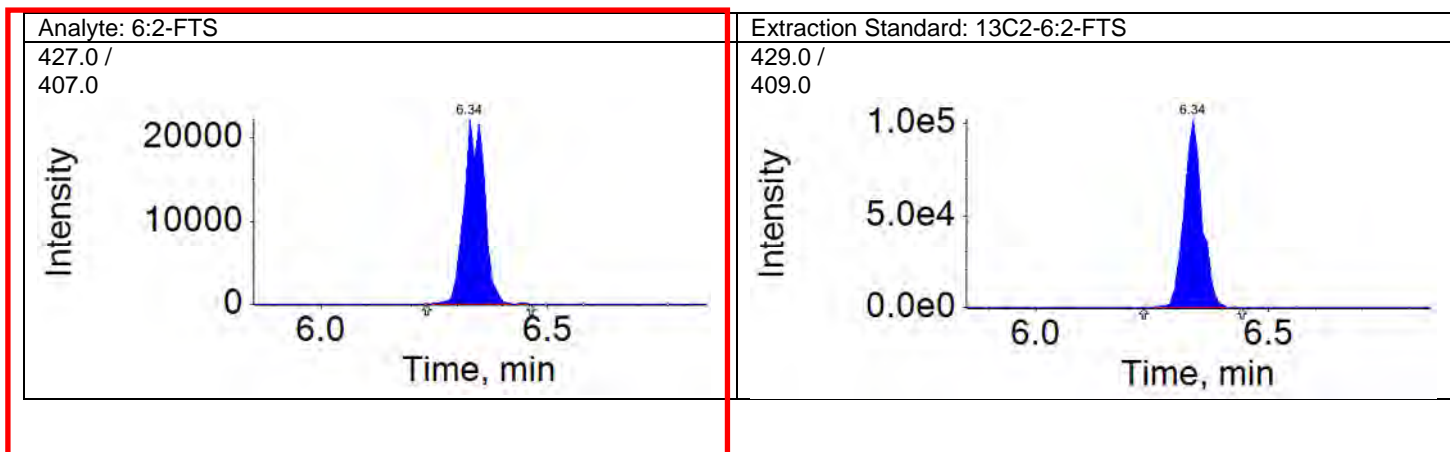 Analyte: 6:2-FTS
427.0 /
407.0
6.34
20000
10000
0
Intensity
6.0
6.5
Time, min
Extraction Standard: 13C2-6:2-FTS
429.0 /
409.0
6.34
1.0e5
5.0e4
0.0e0
Intensity
6.0
6.5
Time, min